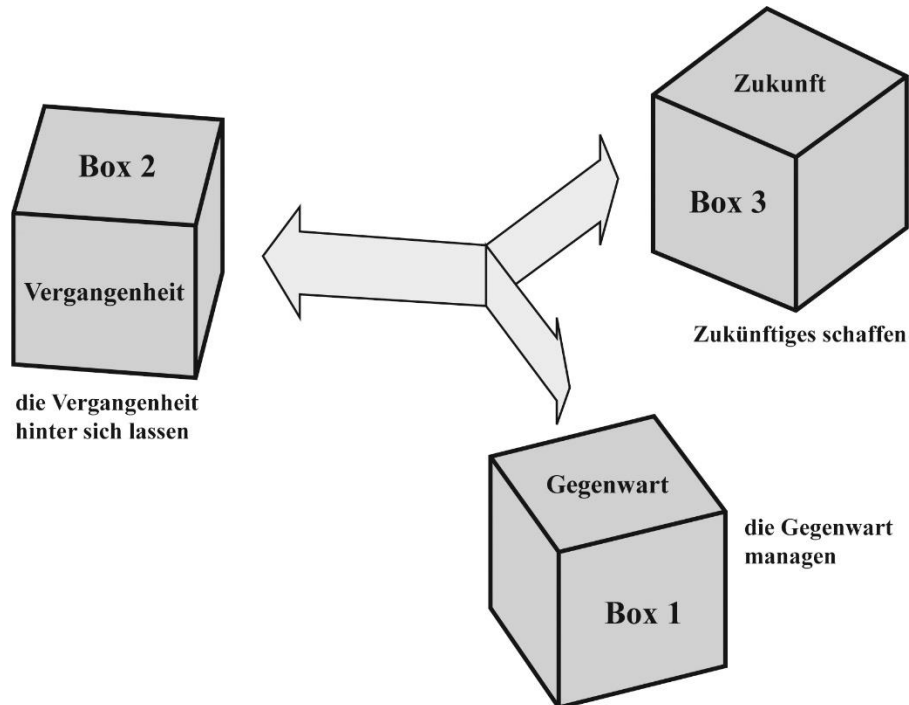 Box 2
Vergangenheit
die Vergangenheit
hinter sich lassen
Zukunft
Box 3
Zukünftiges schaffen
Gegenwart
Box 1
die Gegenwart
managen